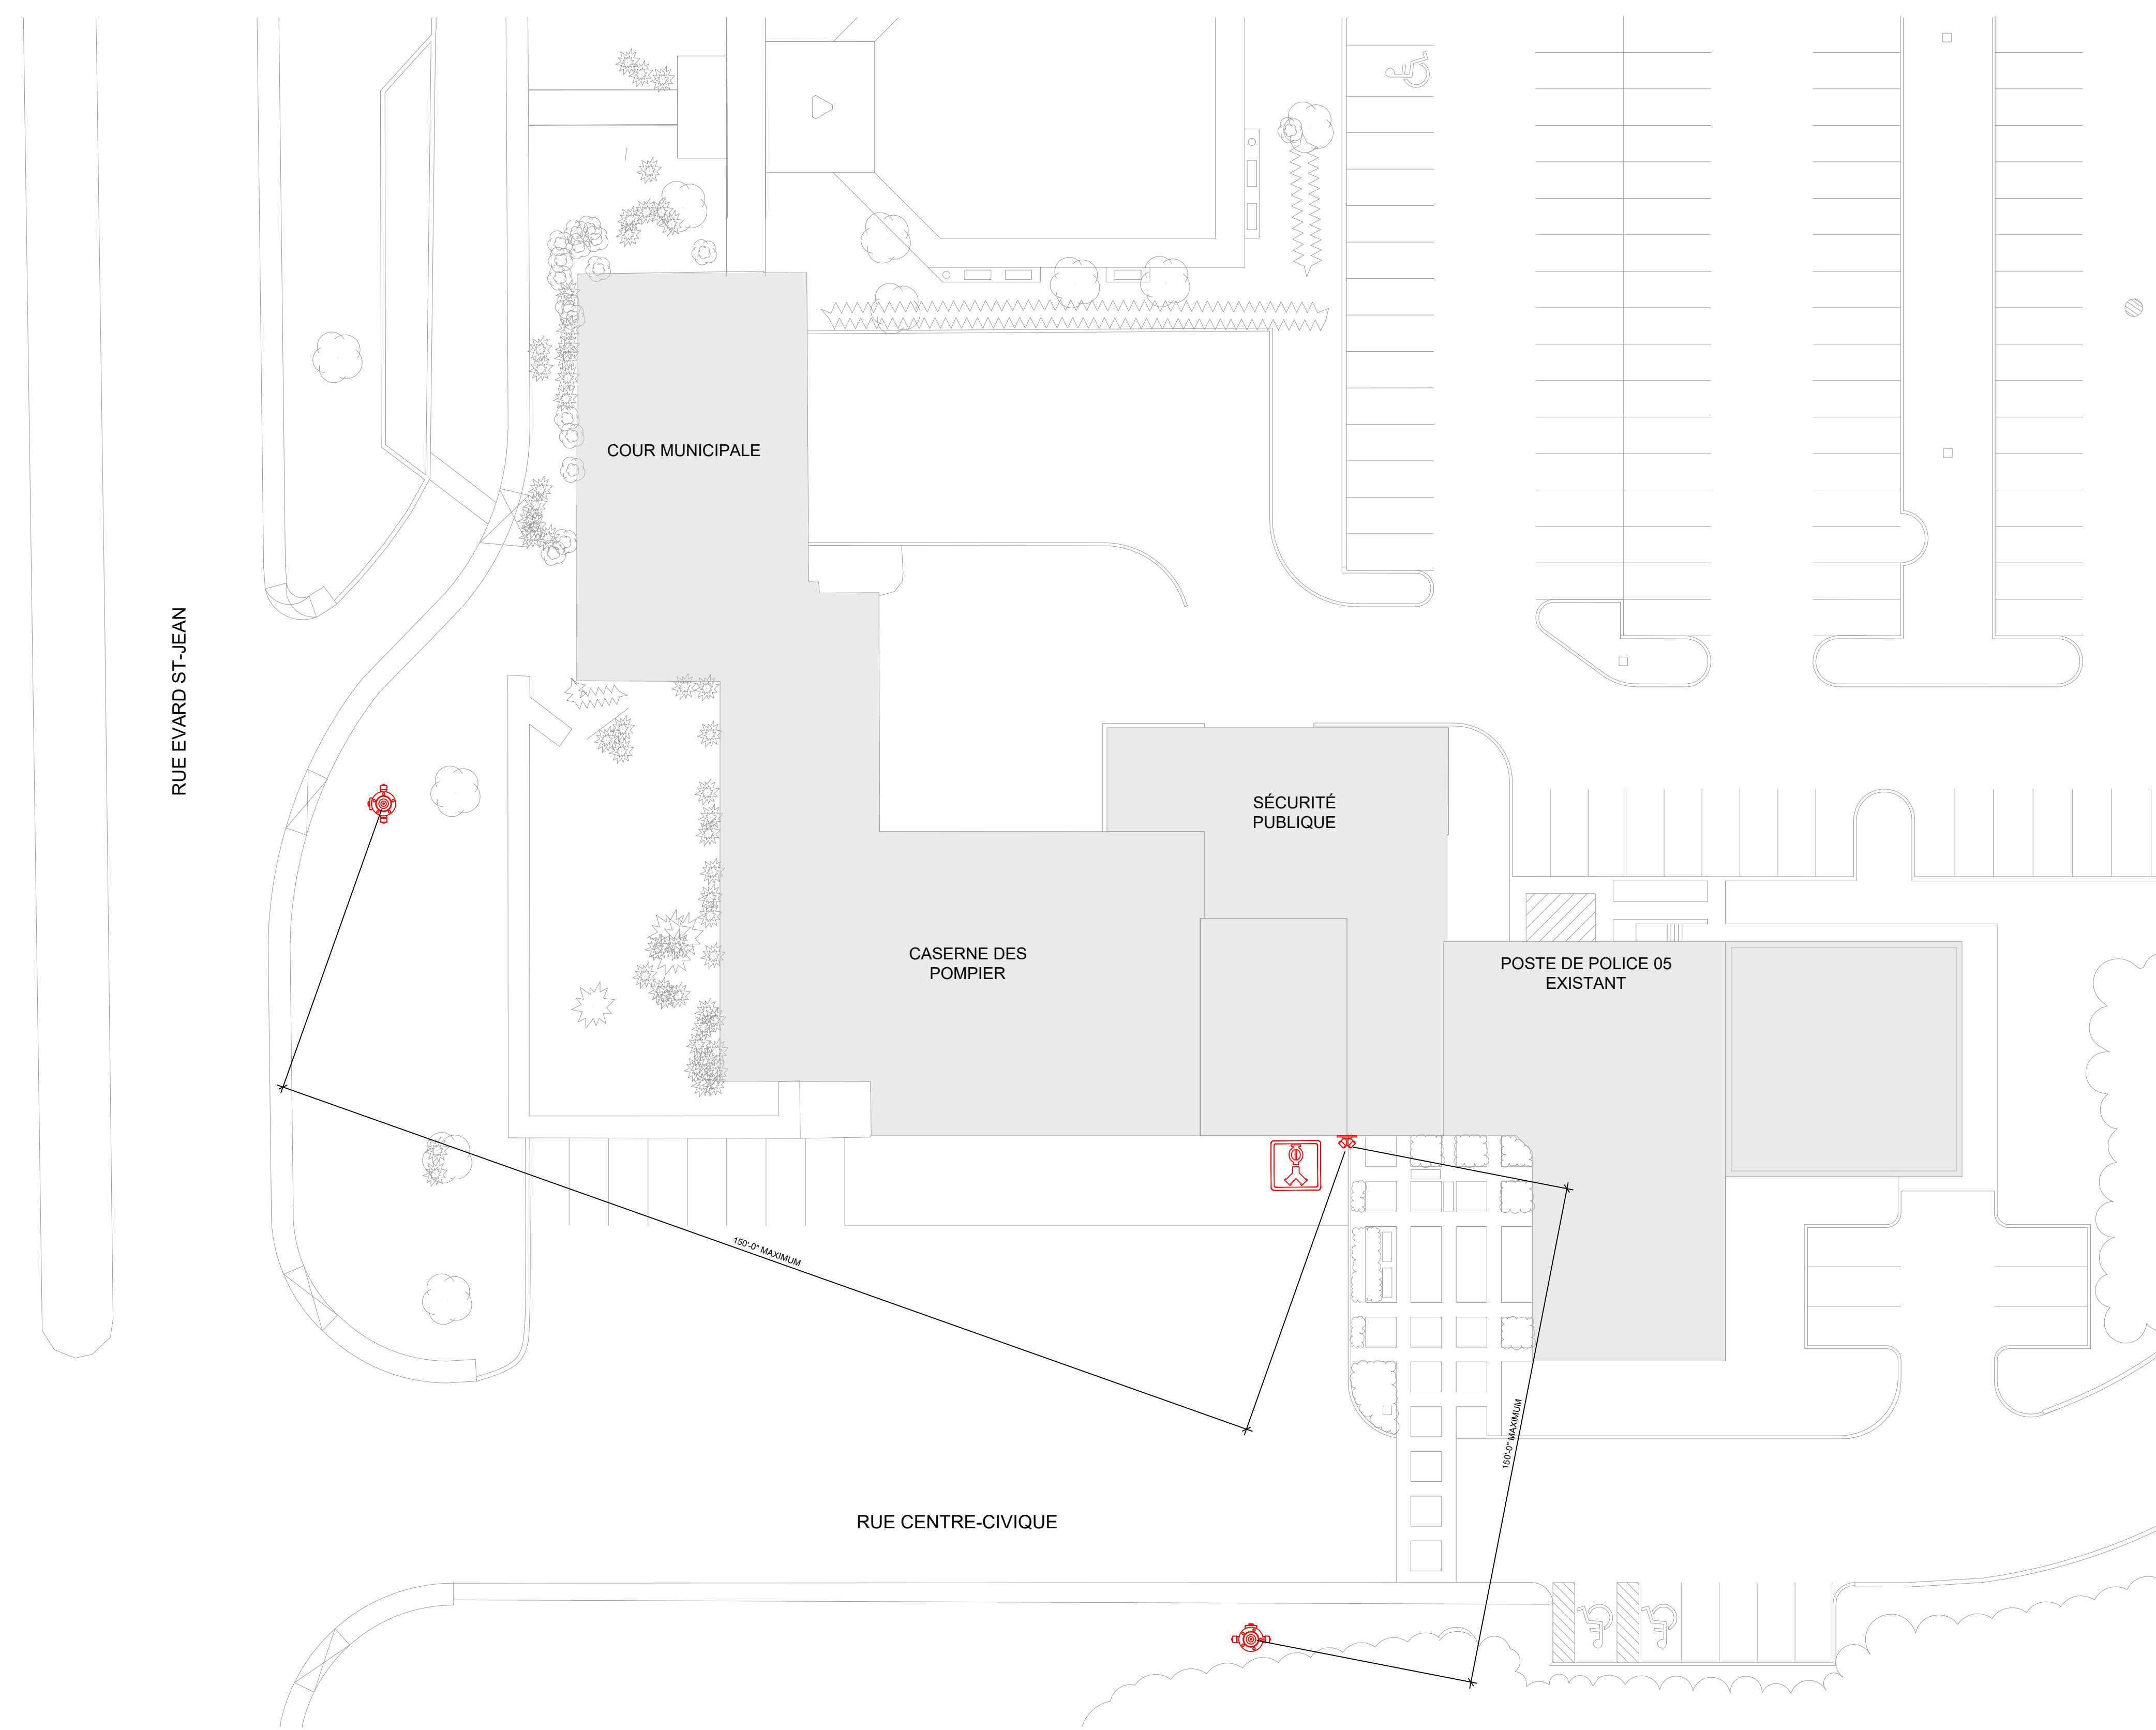 COUR MUNICIPALE
RUE EVARD ST-JEAN
SÉCURITÉ
PUBLIQUE
CASERNE DES
POMPIER
POSTE DE POLICE 05
EXISTANT
150'-0" MAXIMUM
150'-0" MAXIMUM
RUE CENTRE-CIVIQUE